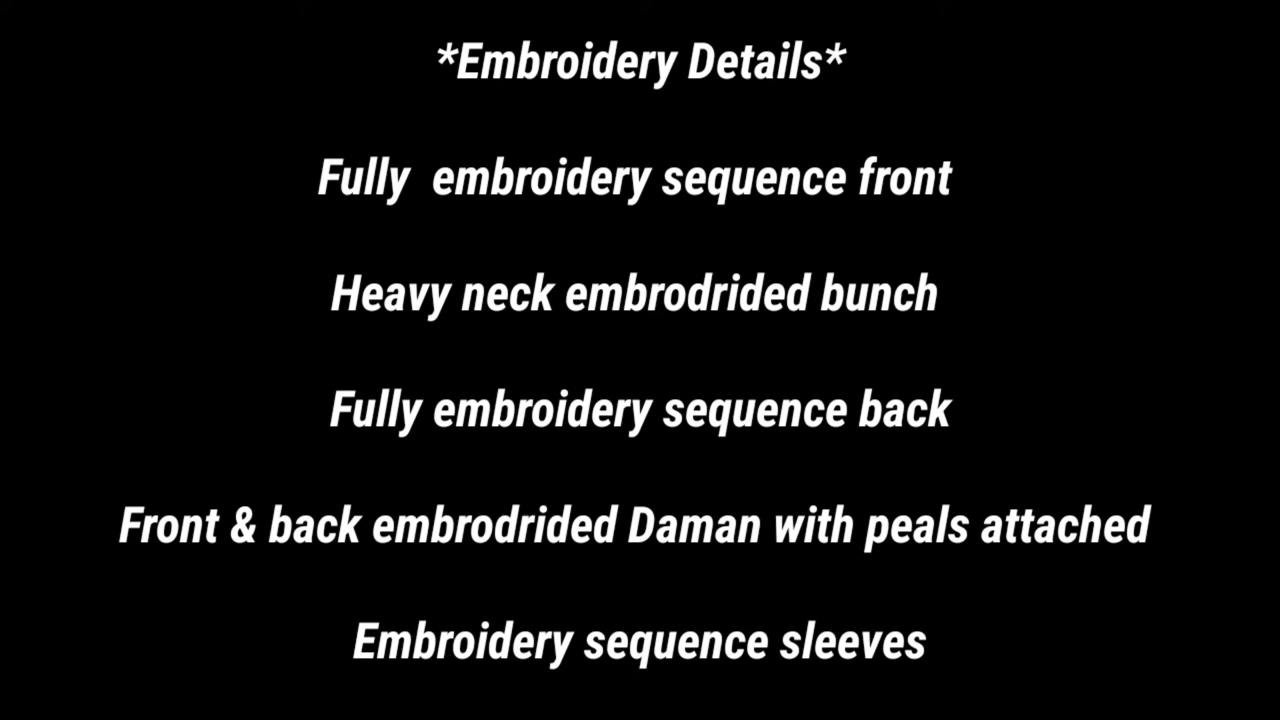 *Embroidery Details*
Fully  embroidery sequence front
Heavy neck embrodrided bunch
Fully embroidery sequence back
Front & back embrodrided Daman with peals attached
Embroidery sequence sleeves